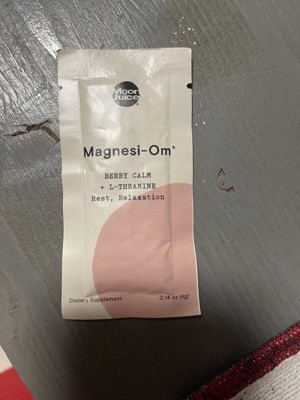 Moon
Juice
Magnesi-Om®
BERRY CALM
+ L-THEANINE
Rest, Relaxation
Dietary Supplement
0.14 oz (4g)